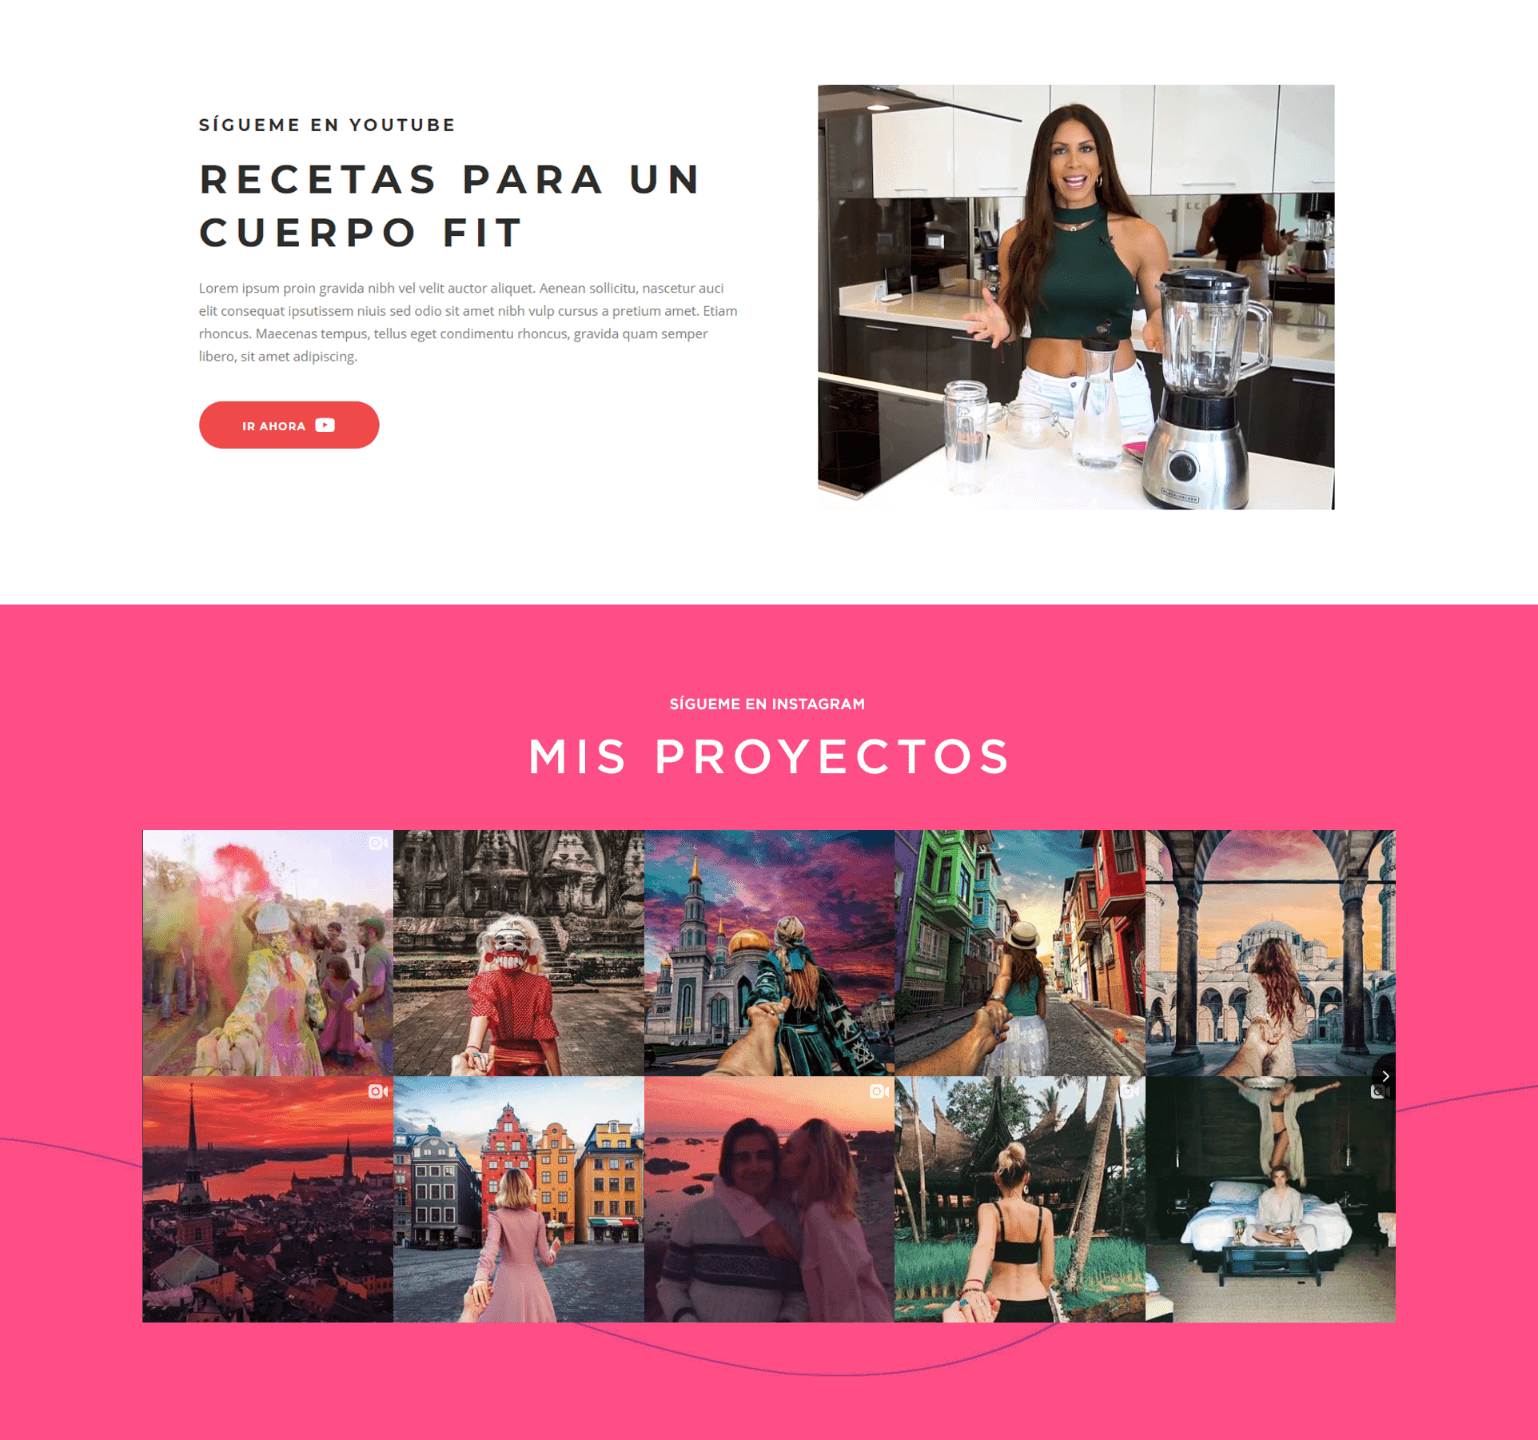 SÍGUEME EN YOUTUBE
RECETAS PARA UN
CUERPO FIT
Lorem ipsum proin gravida nibh vel velit auctor aliquet. Aenean sollicitu, nascetur auci
elit consequat ipsutissem niuis sed odio sit amet nibh vulp cursus a pretium amet. Etiam
rhoncus. Maecenas tempus, tellus eget condimentu rhoncus, gravida quam semper
libero, sit amet adipiscing.
IR AHORA
SÍGUEME EN INSTAGRAM
MIS PROYECTOS